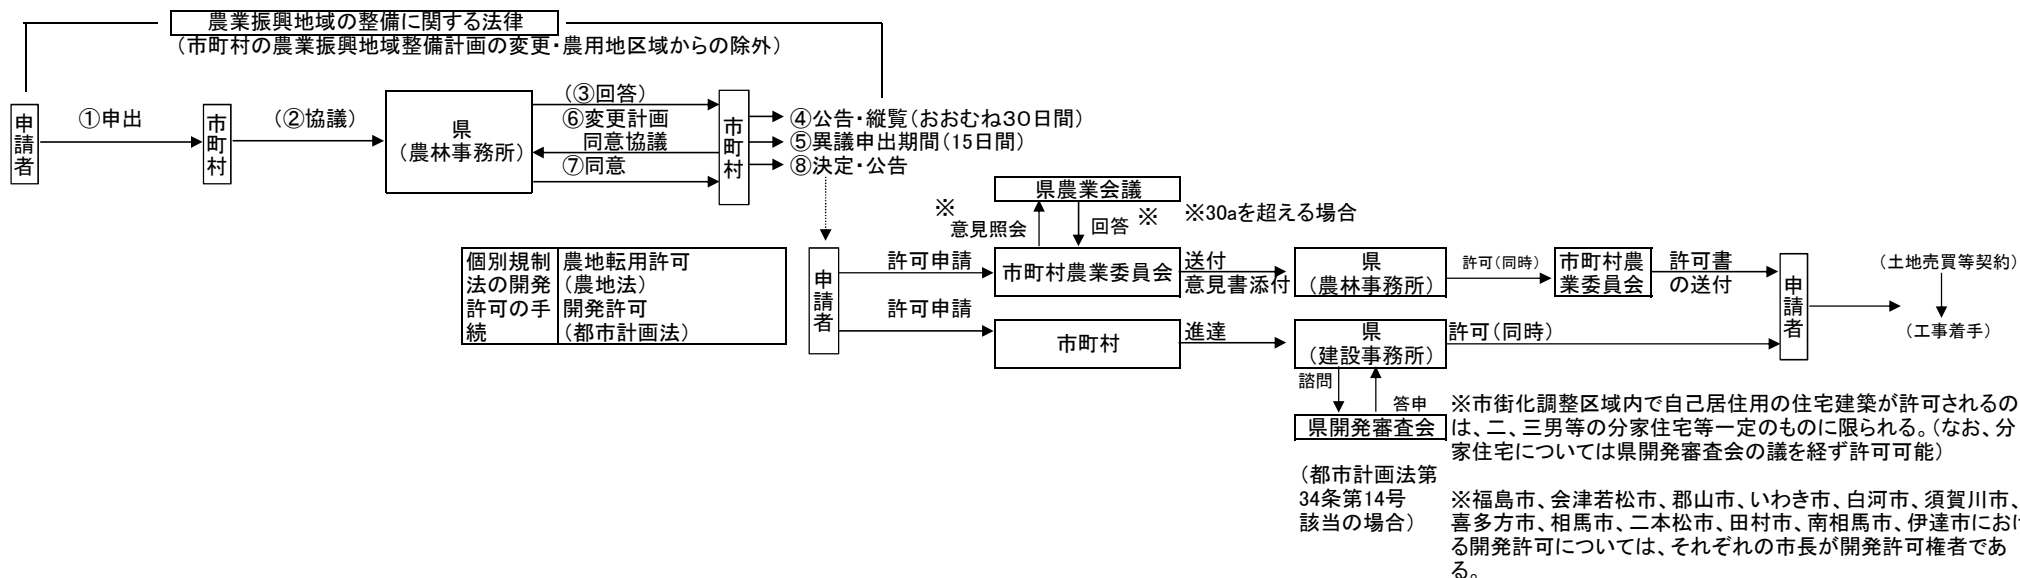 農業振興地域の整備に関する法律
（市町村の農業振興地域整備計画の変更・農用地区域からの除外）
申請者
①申出
市町村
（②協議）
県
（農林事務所）
（③回答）
⑥変更計画
同意協議
⑦同意
市町村
④公告・縦覧（おおむね３０日間）
⑤異議申出期間（15日間）
⑧決定・公告
県農業会議
※
意見照会
回答
※
※30aを超える場合
個別規制
法の開発
許可の手
続
農地転用許可
（農地法）
開発許可
（都市計画法）
申請者
許可申請
市町村農業委員会
送付
意見書添付
県
（農林事務所）
許可（同時）
市町村農
業委員会
許可書
の送付
申請者
（土地売買等契約）
（工事着手）
許可申請
市町村
進達
県
（建設事務所）
許可（同時）
諮問
答申
県開発審査会
（都市計画法第
34条第14号
該当の場合）
※市街化調整区域内で自己居住用の住宅建築が許可されるの
は、二、三男等の分家住宅等一定のものに限られる。（なお、分
家住宅については県開発審査会の議を経ず許可可能）
※福島市、会津若松市、郡山市、いわき市、白河市、須賀川市、
喜多方市、相馬市、二本松市、田村市、南相馬市、伊達市におけ
る開発許可については、それぞれの市長が開発許可権者であ
る。